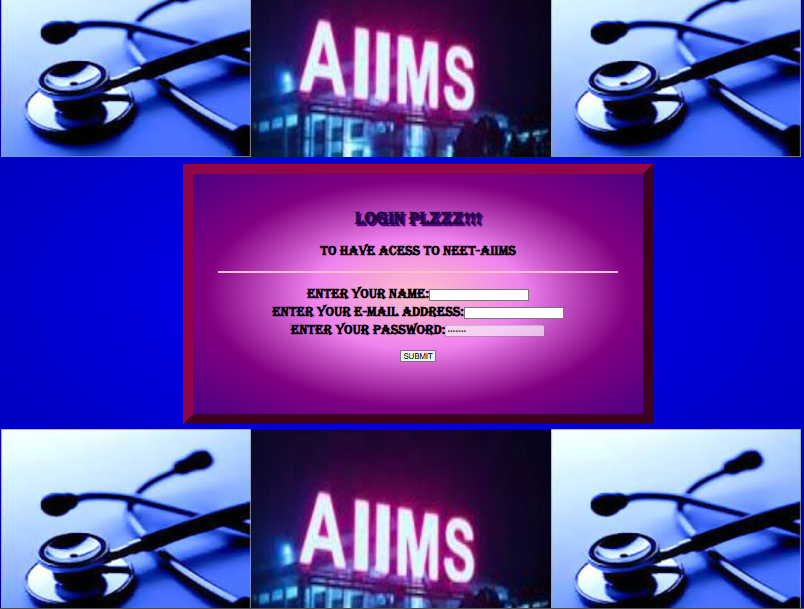 AIIMS
LOGIN PLZZZ!!!
TO HAVE ACESS TO NEET-AIIMS
ENTER YOUR NAME:
ENTER YOUR E-MAIL ADDRESS:
ENTER YOUR PASSWORD: .......
SUBMIT
AIIMS